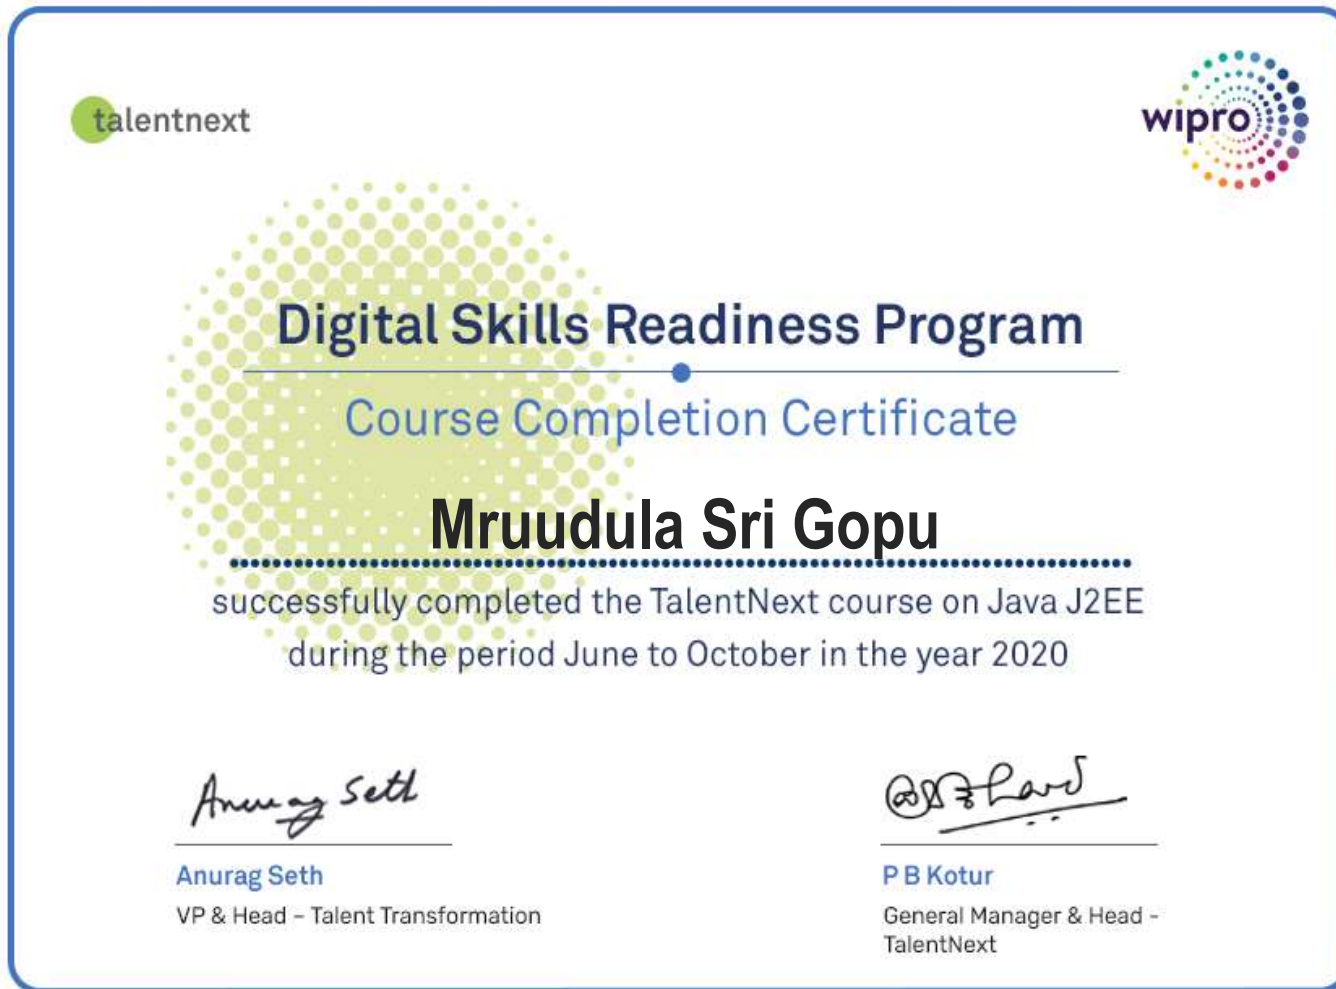 talentnext
wipro
Digital Skills Readiness Program
Course Completion Certificate
Mruudula Sri Gopu
successfully completed the TalentNext course on Java J2EE
during the period June to October in the year 2020
Anurag Seth
Anurag Seth
VP & Head – Talent Transformation
P B Kotur
General Manager & Head -
TalentNext